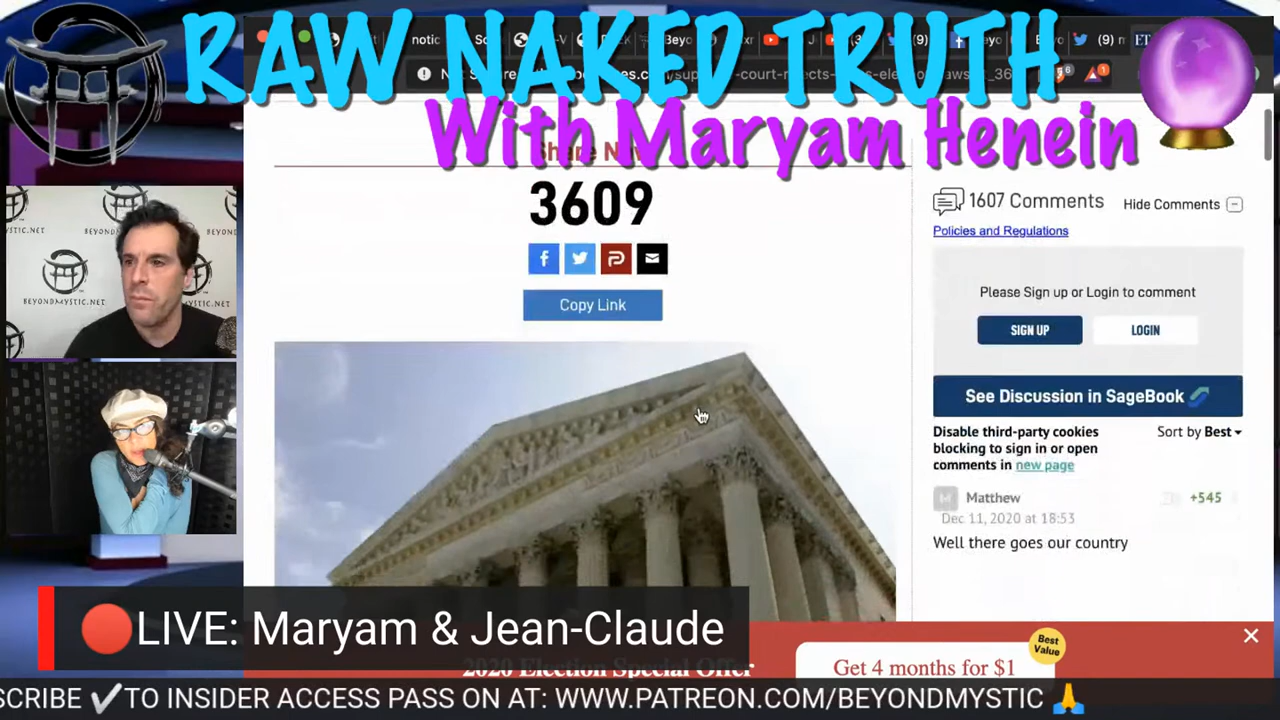 RAW NAKED TRUTH
With Maryam Henein
3609
Copy Link
1607 Comments
Hide Comments
Policies and Regulations
Please Sign up or Login to comment
SIGN UP
LOGIN
See Discussion in SageBook
Disable third-party cookies
blocking to sign in or open
comments in new page
Sort by Best
Matthew
+545
Dec 11, 2020 at 18:53
Well there goes our country
BEYONDMYSTIC.NET
LIVE: Maryam & Jean-Claude
2020 Election Special Offer
Best
Value
Get 4 months for $1
SCRIBE ✔TO INSIDER ACCESS PASS ON AT: WWW.PATREON.COM/BEYONDMYSTIC 🙏